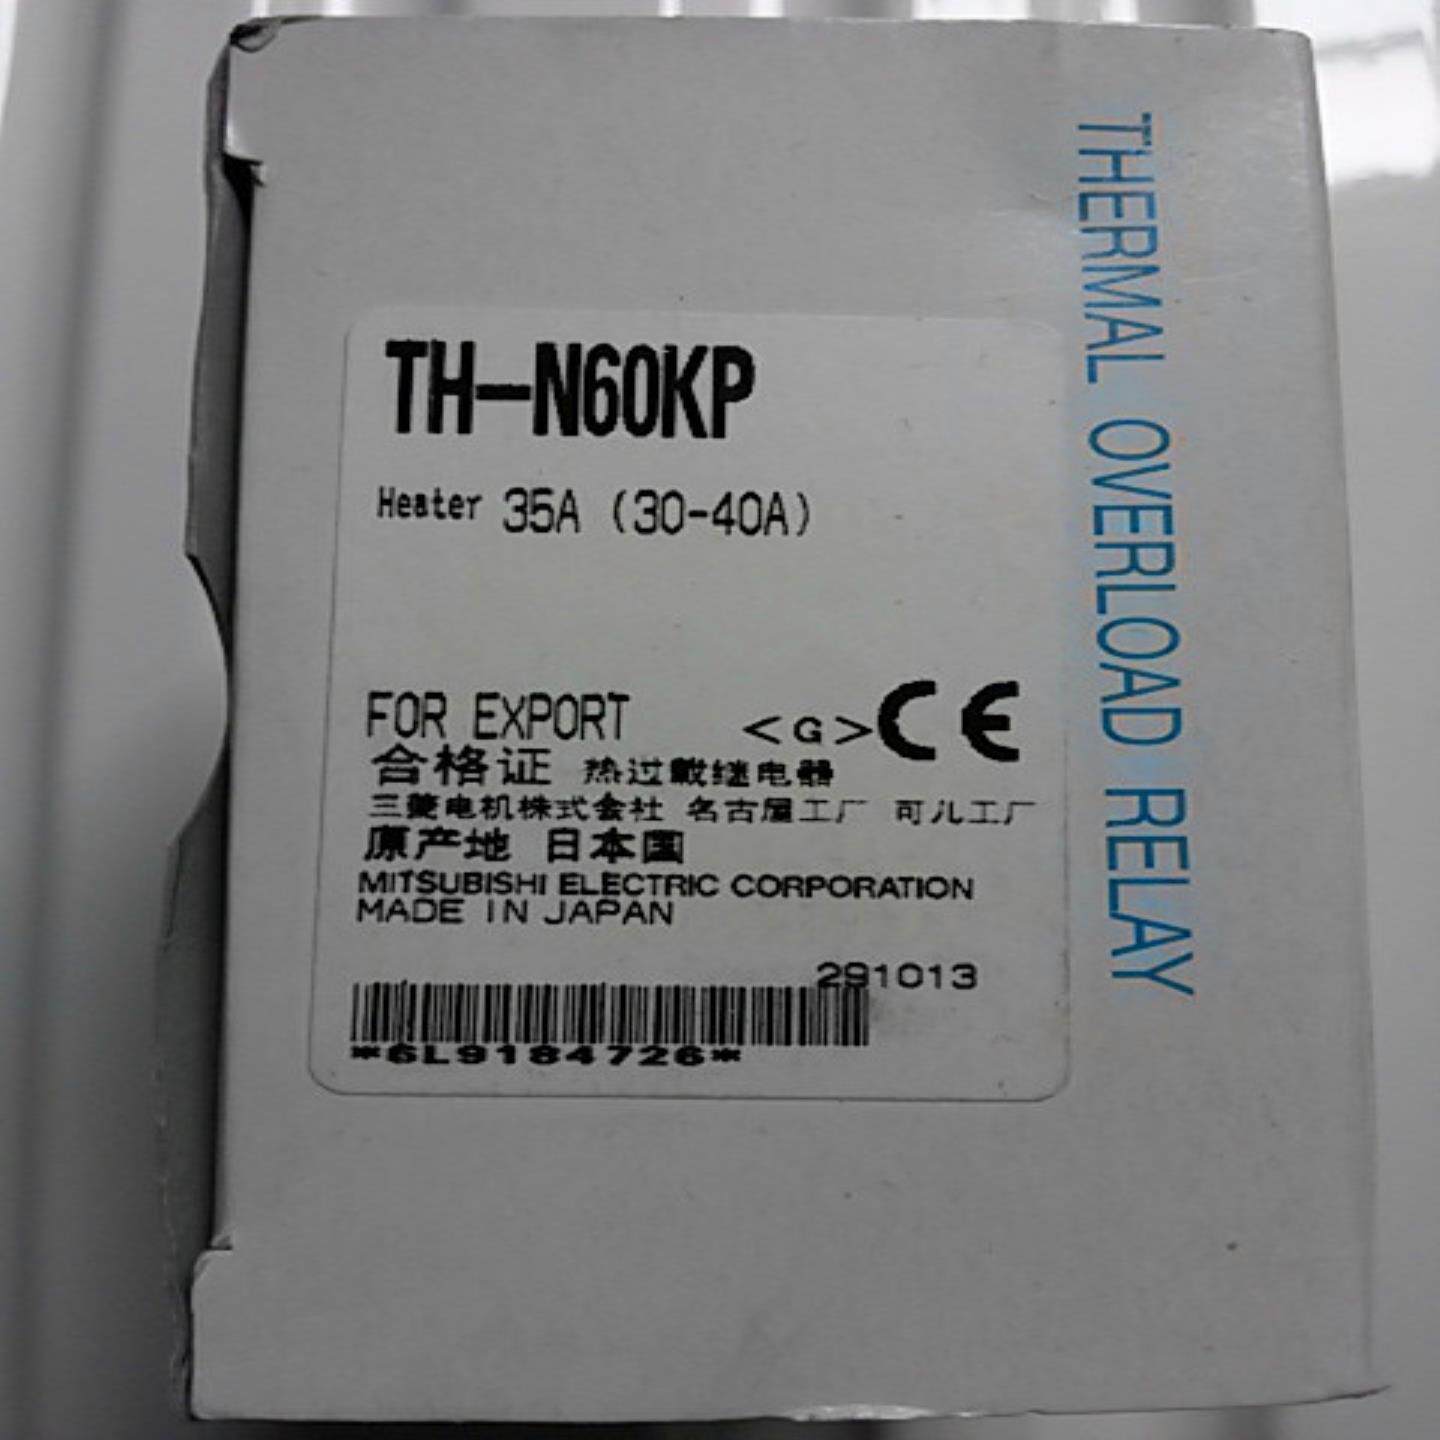 TH-N60KP
Heater 35A (30-40A)
FOR EXPORT <G> CE
合格证 热过载继电器
三菱电机株式会社 名古屋工厂 可儿工厂
原产地 日本国
MITSUBISHI ELECTRIC CORPORATION
MADE IN JAPAN
291013
*6L9184726*
THERMAL OVERLOAD RELAY